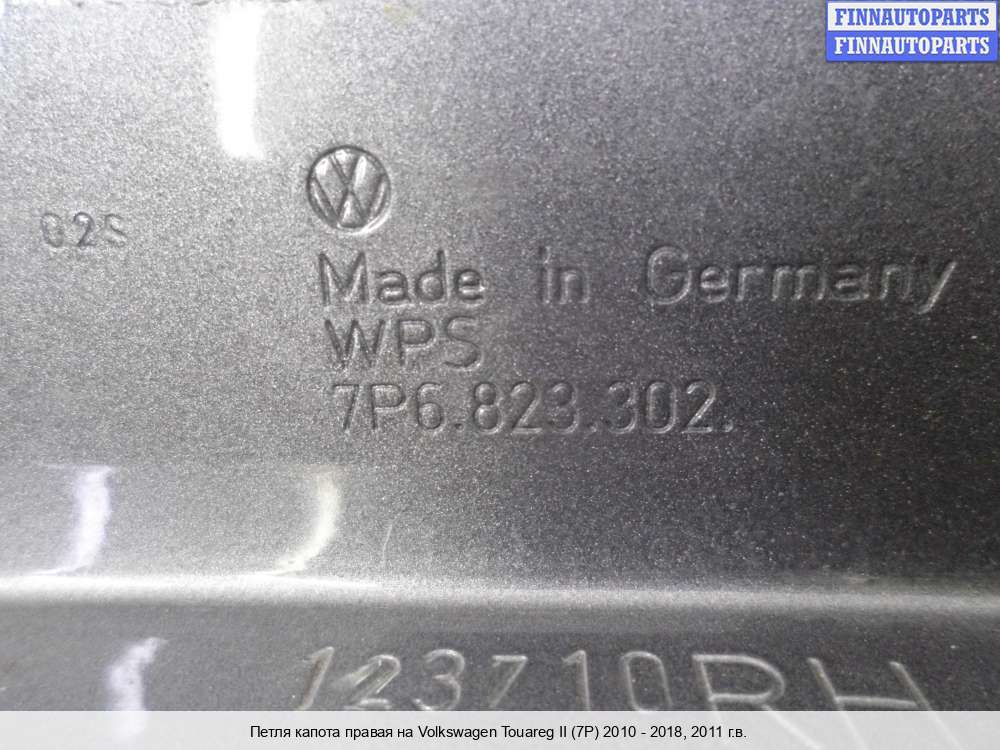 FINNAUTOPARTS
FINNAUTOPARTS
02S
Made in Germany
WPS
7P6.823.302.
123710RH
Петля капота правая на Volkswagen Touareg II (7P) 2010 - 2018, 2011 г.в.